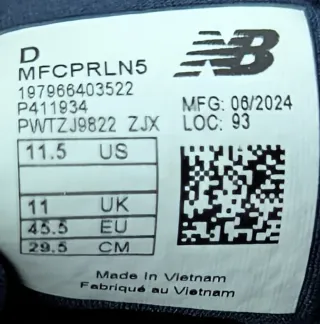 D
NB
MFCPRLN5
197966403522
P411934
MFG: 06/2024
PWTZJ9822 ZJX
LOC: 93
11.5 US
11 UK
45.5 EU
29.5 CM
Made In Vietnam
Fabriqué au Vietnam